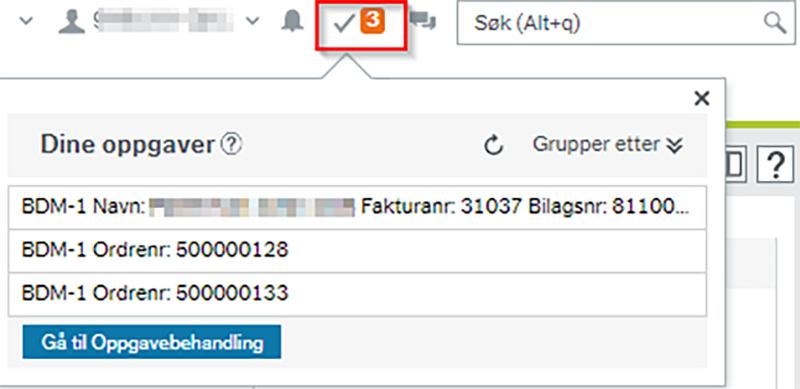 3
Søk (Alt+q)
Dine oppgaver ?
Grupper etter
?
BDM-1 Navn: Fakturanr: 31037 Bilagsnr: 81100...
BDM-1 Ordrenr: 500000128
BDM-1 Ordrenr: 500000133
Gå til Oppgavebehandling